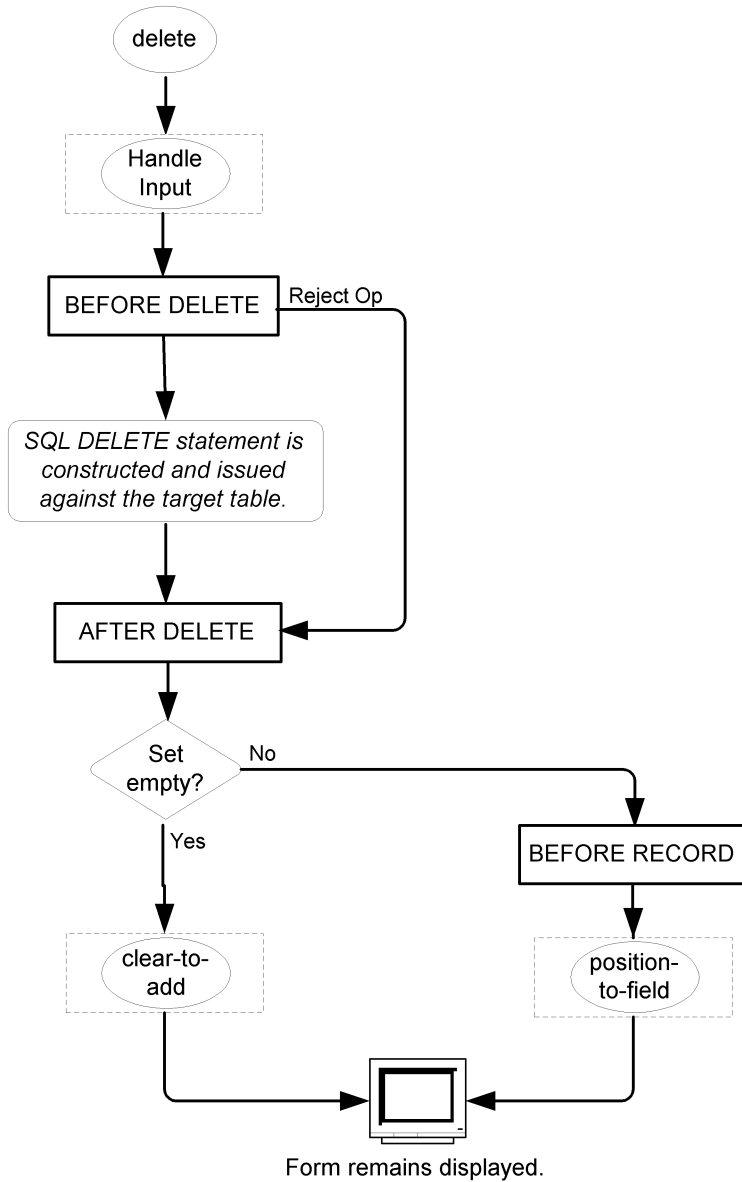 delete
Handle
Input
BEFORE DELETE
Reject Op
SQL DELETE statement is
constructed and issued
against the target table.
AFTER DELETE
Set
empty?
No
Yes
BEFORE RECORD
clear-to-
add
position-
to-field
Form remains displayed.